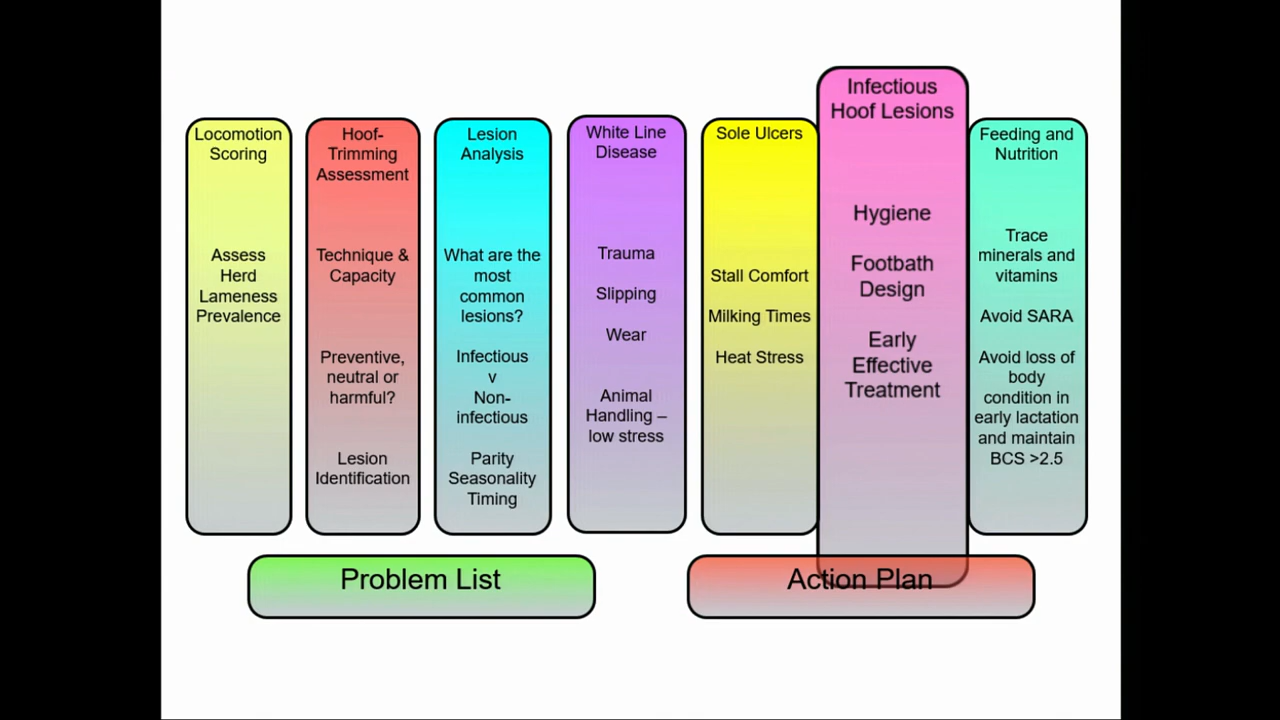 Locomotion
Scoring
Assess
Herd
Lameness
Prevalence
Hoof-
Trimming
Assessment
Technique &
Capacity
Preventive,
neutral or
harmful?
Lesion
Identification
Lesion
Analysis
What are the
most
common
lesions?
Infectious
v
Non-
infectious
Parity
Seasonality
Timing
White Line
Disease
Trauma
Slipping
Wear
Animal
Handling –
low stress
Sole Ulcers
Stall Comfort
Milking Times
Heat Stress
Infectious
Hoof Lesions
Hygiene
Footbath
Design
Early
Effective
Treatment
Feeding and
Nutrition
Trace
minerals and
vitamins
Avoid SARA
Avoid loss of
body
condition in
early lactation
and maintain
BCS >2.5
Problem List
Action Plan